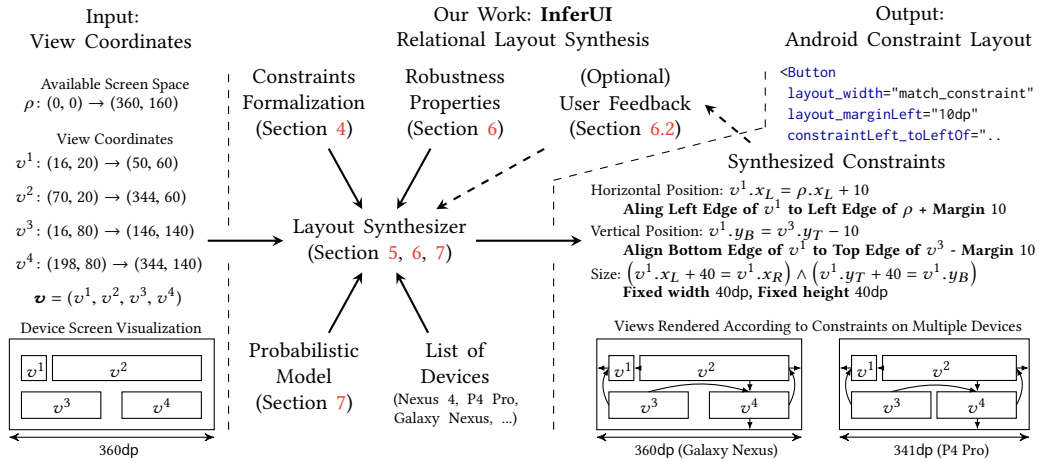 Input:
View Coordinates
Available Screen Space
ρ: (0, 0) → (360, 160)
View Coordinates
v¹: (16, 20) → (50, 60)
v²: (70, 20) → (344, 60)
v³: (16, 80) → (146, 140)
v⁴: (198, 80) → (344, 140)
v = (v¹, v², v³, v⁴)
Device Screen Visualization
v¹
v²
v³
v⁴
360dp
Our Work: InferUI
Relational Layout Synthesis
Constraints
Formalization
(Section 4)
Robustness
Properties
(Section 6)
(Optional)
User Feedback
(Section 6.2)
Layout Synthesizer
(Section 5, 6, 7)
Probabilistic
Model
(Section 7)
List of
Devices
(Nexus 4, P4 Pro,
Galaxy Nexus, ...)
Output:
Android Constraint Layout
<Button
layout_width="match_constraint"
layout_marginLeft="10dp"
constraintLeft_toLeftOf="..
Synthesized Constraints
Horizontal Position: v¹.x_L = ρ.x_L + 10
Aling Left Edge of v¹ to Left Edge of ρ + Margin 10
Vertical Position: v¹.y_B = v³.y_T − 10
Align Bottom Edge of v¹ to Top Edge of v³ - Margin 10
Size: (v¹.x_L + 40 = v¹.x_R) ∧ (v¹.y_T + 40 = v¹.y_B)
Fixed width 40dp, Fixed height 40dp
Views Rendered According to Constraints on Multiple Devices
v¹
v²
v³
v⁴
360dp (Galaxy Nexus)
v¹
v²
v³
v⁴
341dp (P4 Pro)